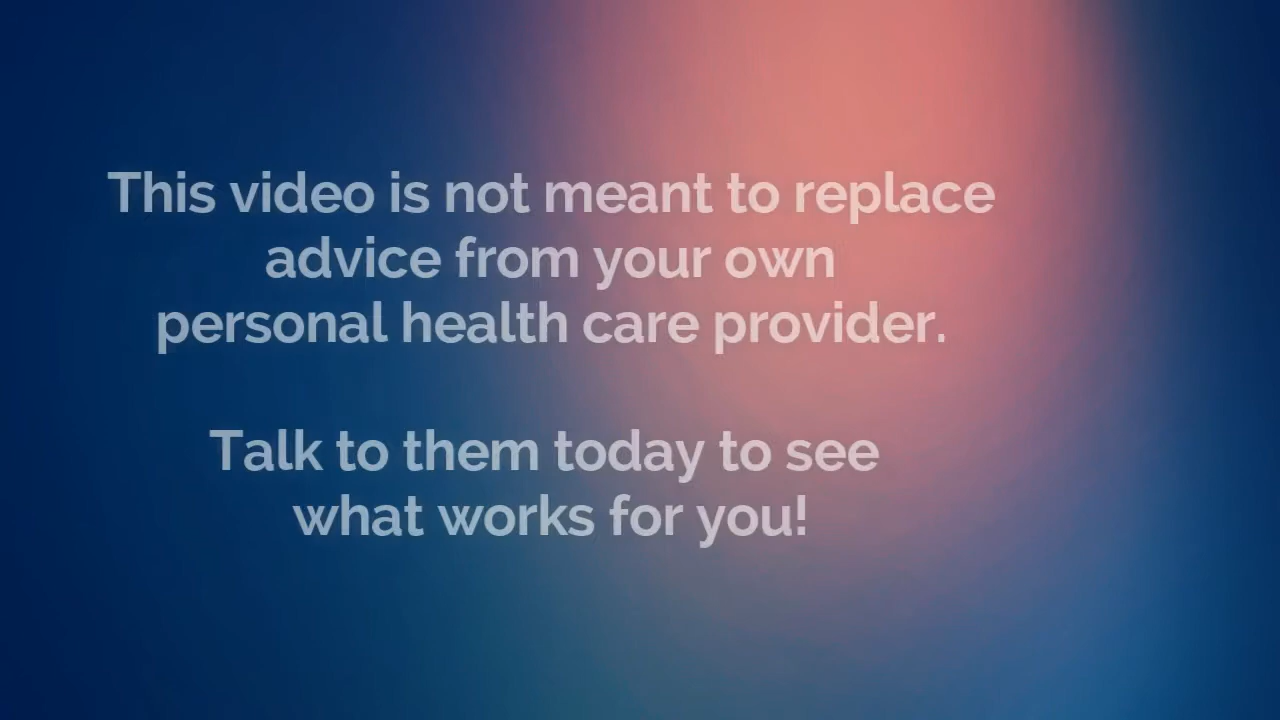 This video is not meant to replace
advice from your own
personal health care provider.
Talk to them today to see
what works for you!